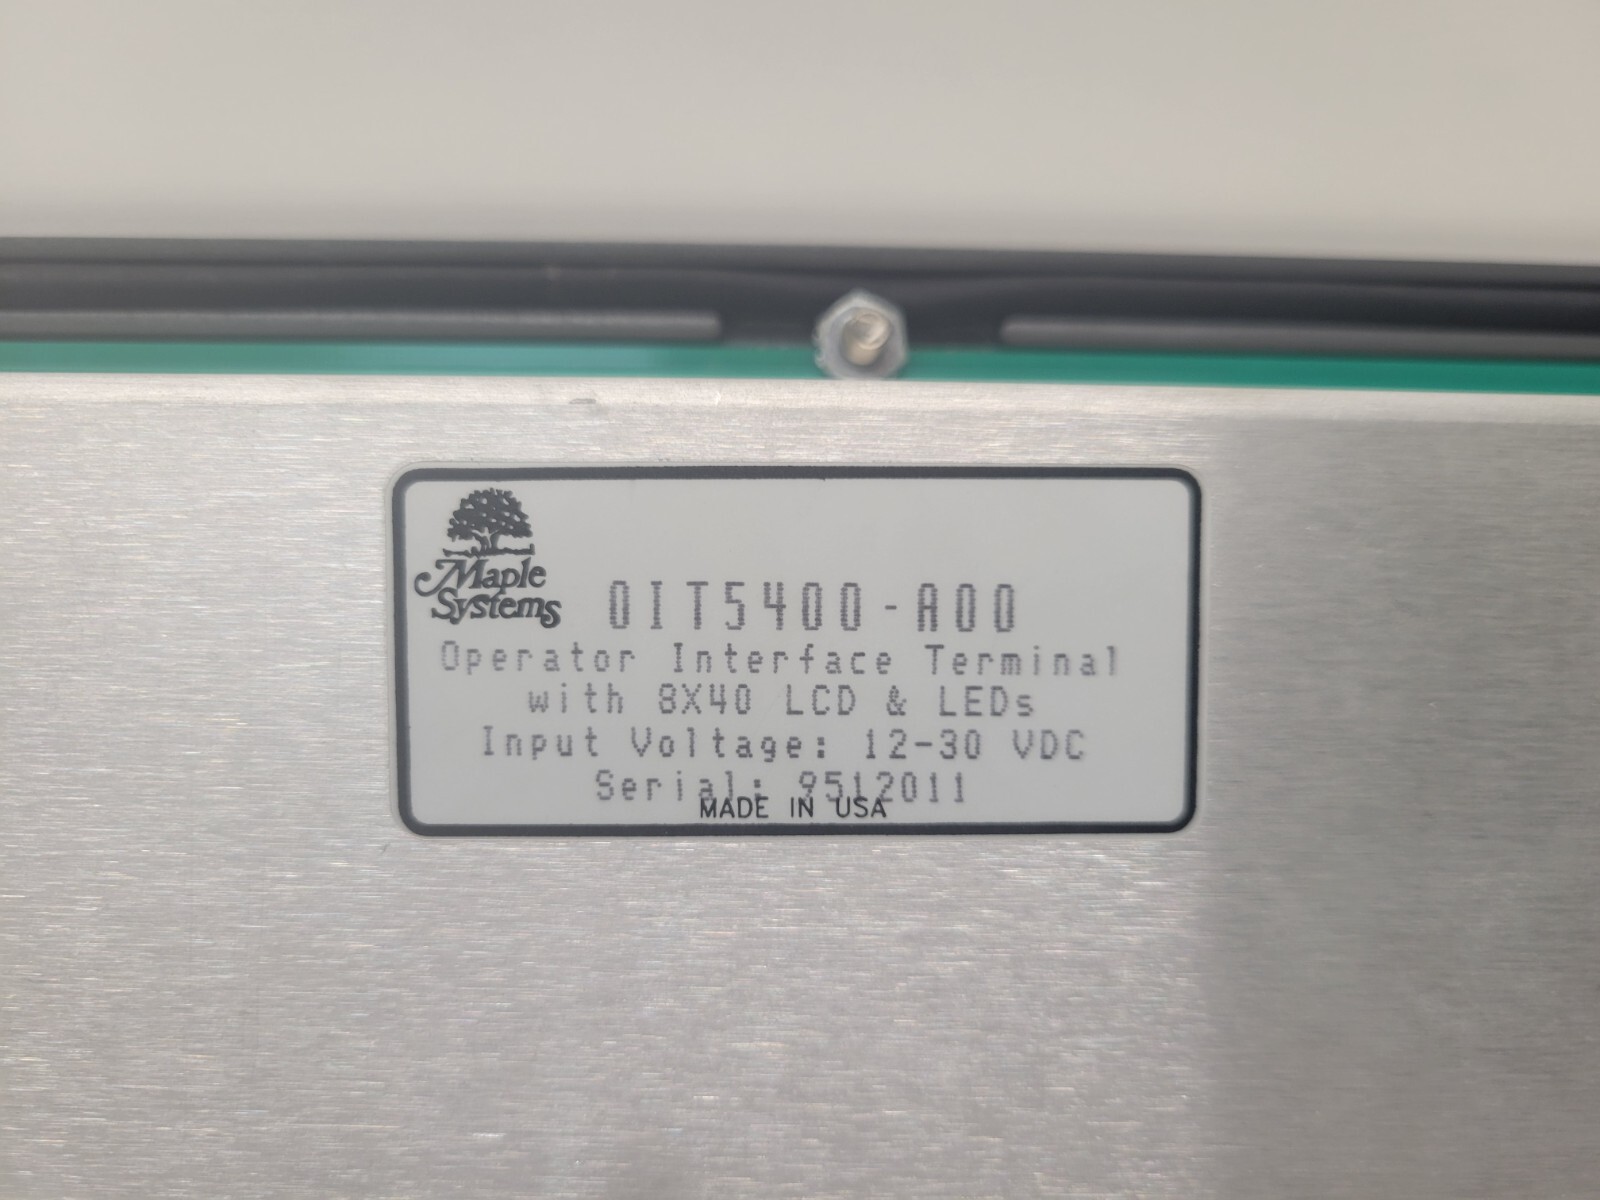 Maple
Systems
OIT5400-A00
Operator Interface Terminal
with 8X40 LCD & LEDs
Input Voltage: 12-30 VDC
Serial: 9512011
MADE IN USA